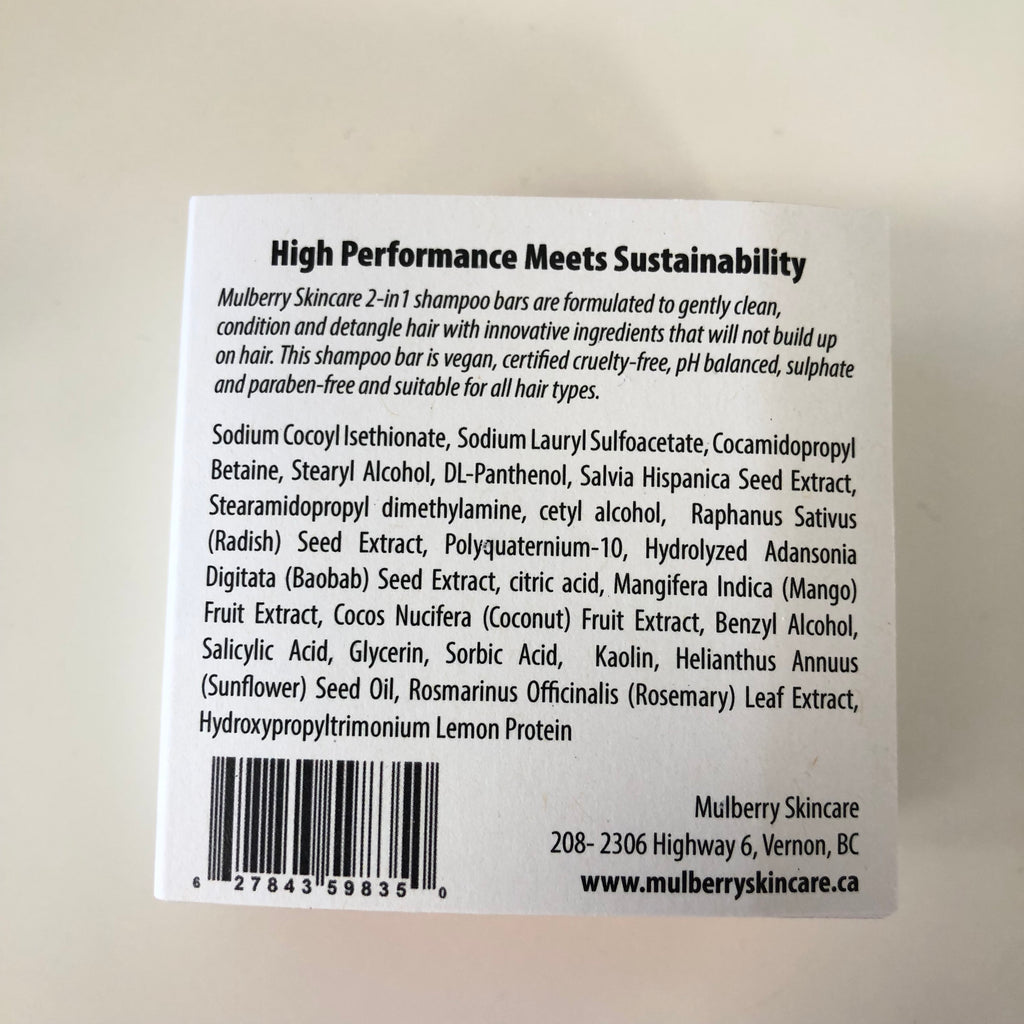 High Performance Meets Sustainability
Mulberry Skincare 2-in1 shampoo bars are formulated to gently clean,
condition and detangle hair with innovative ingredients that will not build up
on hair. This shampoo bar is vegan, certified cruelty-free, pH balanced, sulphate
and paraben-free and suitable for all hair types.
Sodium Cocoyl Isethionate, Sodium Lauryl Sulfoacetate, Cocamidopropyl
Betaine, Stearyl Alcohol, DL-Panthenol, Salvia Hispanica Seed Extract,
Stearamidopropyl dimethylamine, cetyl alcohol, Raphanus Sativus
(Radish) Seed Extract, Polyquaternium-10, Hydrolyzed Adansonia
Digitata (Baobab) Seed Extract, citric acid, Mangifera Indica (Mango)
Fruit Extract, Cocos Nucifera (Coconut) Fruit Extract, Benzyl Alcohol,
Salicylic Acid, Glycerin, Sorbic Acid, Kaolin, Helianthus Annuus
(Sunflower) Seed Oil, Rosmarinus Officinalis (Rosemary) Leaf Extract,
Hydroxypropyltrimonium Lemon Protein
Mulberry Skincare
208- 2306 Highway 6, Vernon, BC
www.mulberryskincare.ca
6 27843 59835 0